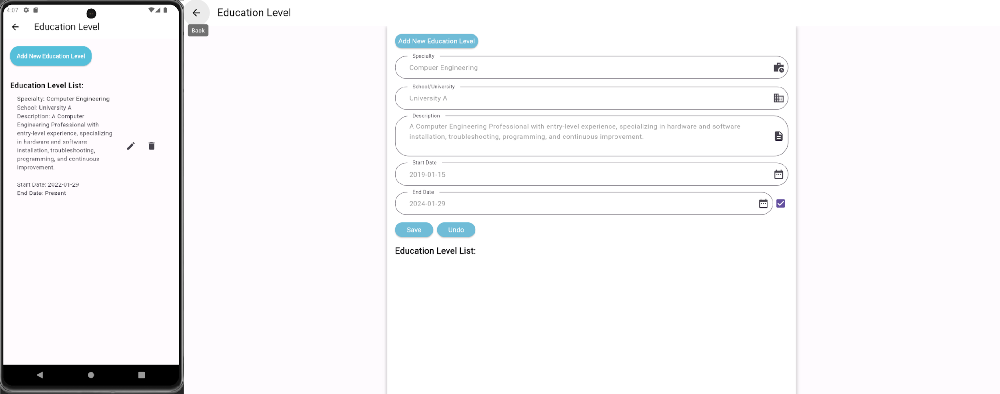 4:07
Education Level
Add New Education Level
Education Level List:
Specialty: Computer Engineering
School: University A
Description: A Computer
Engineering Professional with
entry-level experience, specializing
in hardware and software
installation, troubleshooting,
programming, and continuous
Improvement.
Start Date: 2022-01-29
End Date: Present
Education Level
Back
Add New Education Level
Specialty
Compuer Engineering
School/University
University A
Description
A Computer Engineering Professional with entry-level experience, specializing in hardware and software
installation, troubleshooting, programming, and continuous improvement.
Start Date
2019-01-15
End Date
2024-01-29
Save
Undo
Education Level List: